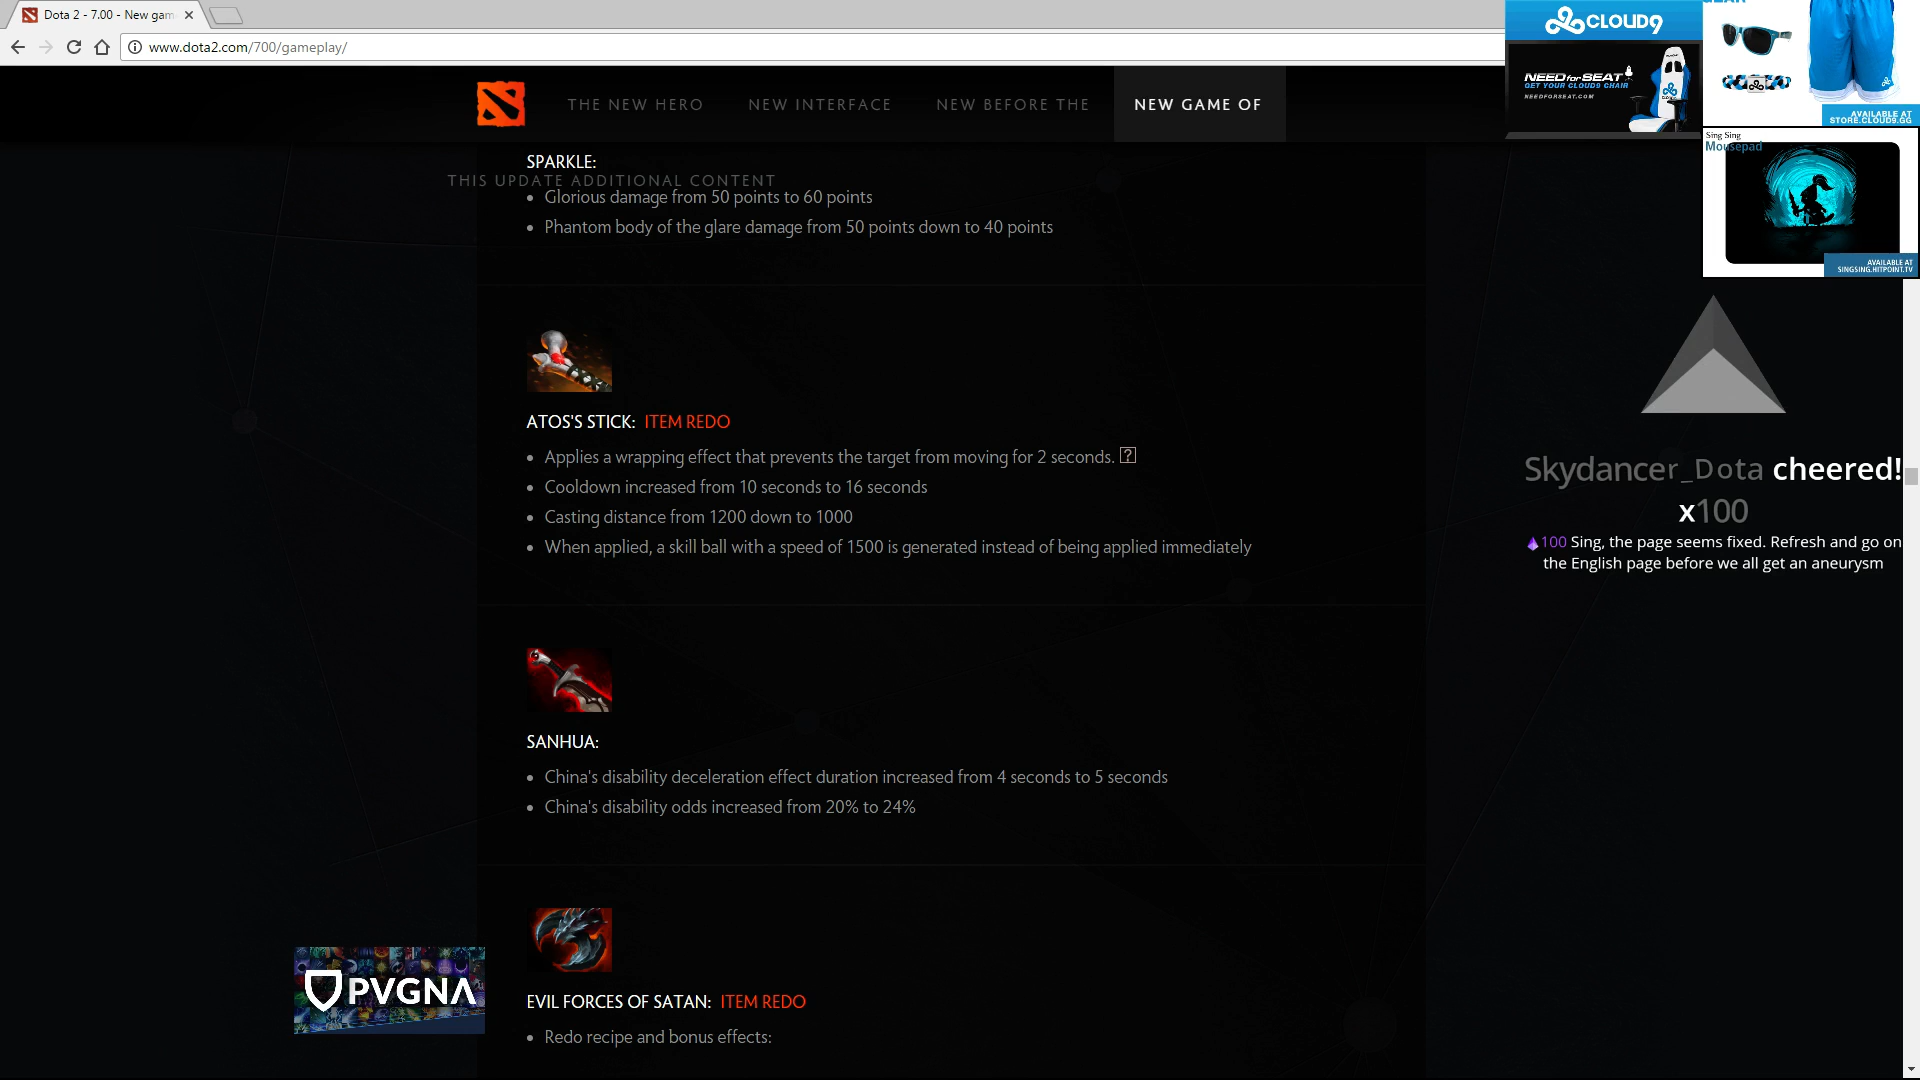 Dota 2 - 7.00 - New gam
www.dota2.com/700/gameplay/
THE NEW HERO
NEW INTERFACE
NEW BEFORE THE
NEW GAME OF
THIS UPDATE ADDITIONAL CONTENT
SPARKLE:
Glorious damage from 50 points to 60 points
Phantom body of the glare damage from 50 points down to 40 points
ATOS'S STICK: ITEM REDO
Applies a wrapping effect that prevents the target from moving for 2 seconds. ?
Cooldown increased from 10 seconds to 16 seconds
Casting distance from 1200 down to 1000
When applied, a skill ball with a speed of 1500 is generated instead of being applied immediately
SANHUA:
China's disability deceleration effect duration increased from 4 seconds to 5 seconds
China's disability odds increased from 20% to 24%
EVIL FORCES OF SATAN: ITEM REDO
Redo recipe and bonus effects:
PVGNA
CLOUD9
NEED for SEAT
GET YOUR CLOUD9 CHAIR
NEEDFORSEAT.COM
GEAR
AVAILABLE AT
STORE.CLOUD9.GG
Sing Sing
Mousepad
AVAILABLE AT
SINGSING.HITPOINT.TV
Skydancer_Dota cheered!
x100
100 Sing, the page seems fixed. Refresh and go on
the English page before we all get an aneurysm